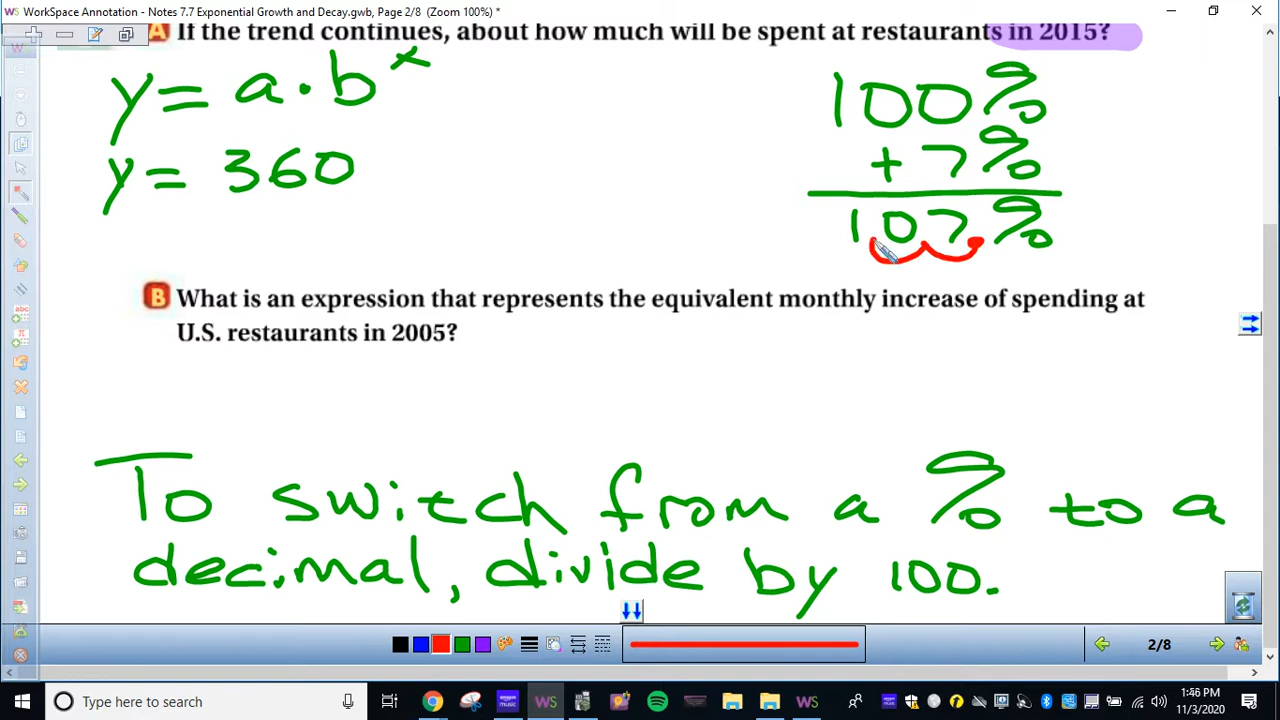 WorkSpace Annotation - Notes 7.7 Exponential Growth and Decay.gwb, Page 2/8 (Zoom 100%) *
A If the trend continues, about how much will be spent at restaurants in 2015?
y = a · b^x
100%
y = 360
+ 7%
107%
B What is an expression that represents the equivalent monthly increase of spending at
U.S. restaurants in 2005?
To switch from a % to a
decimal, divide by 100.
2/8
Type here to search
1:46 PM
11/3/2020